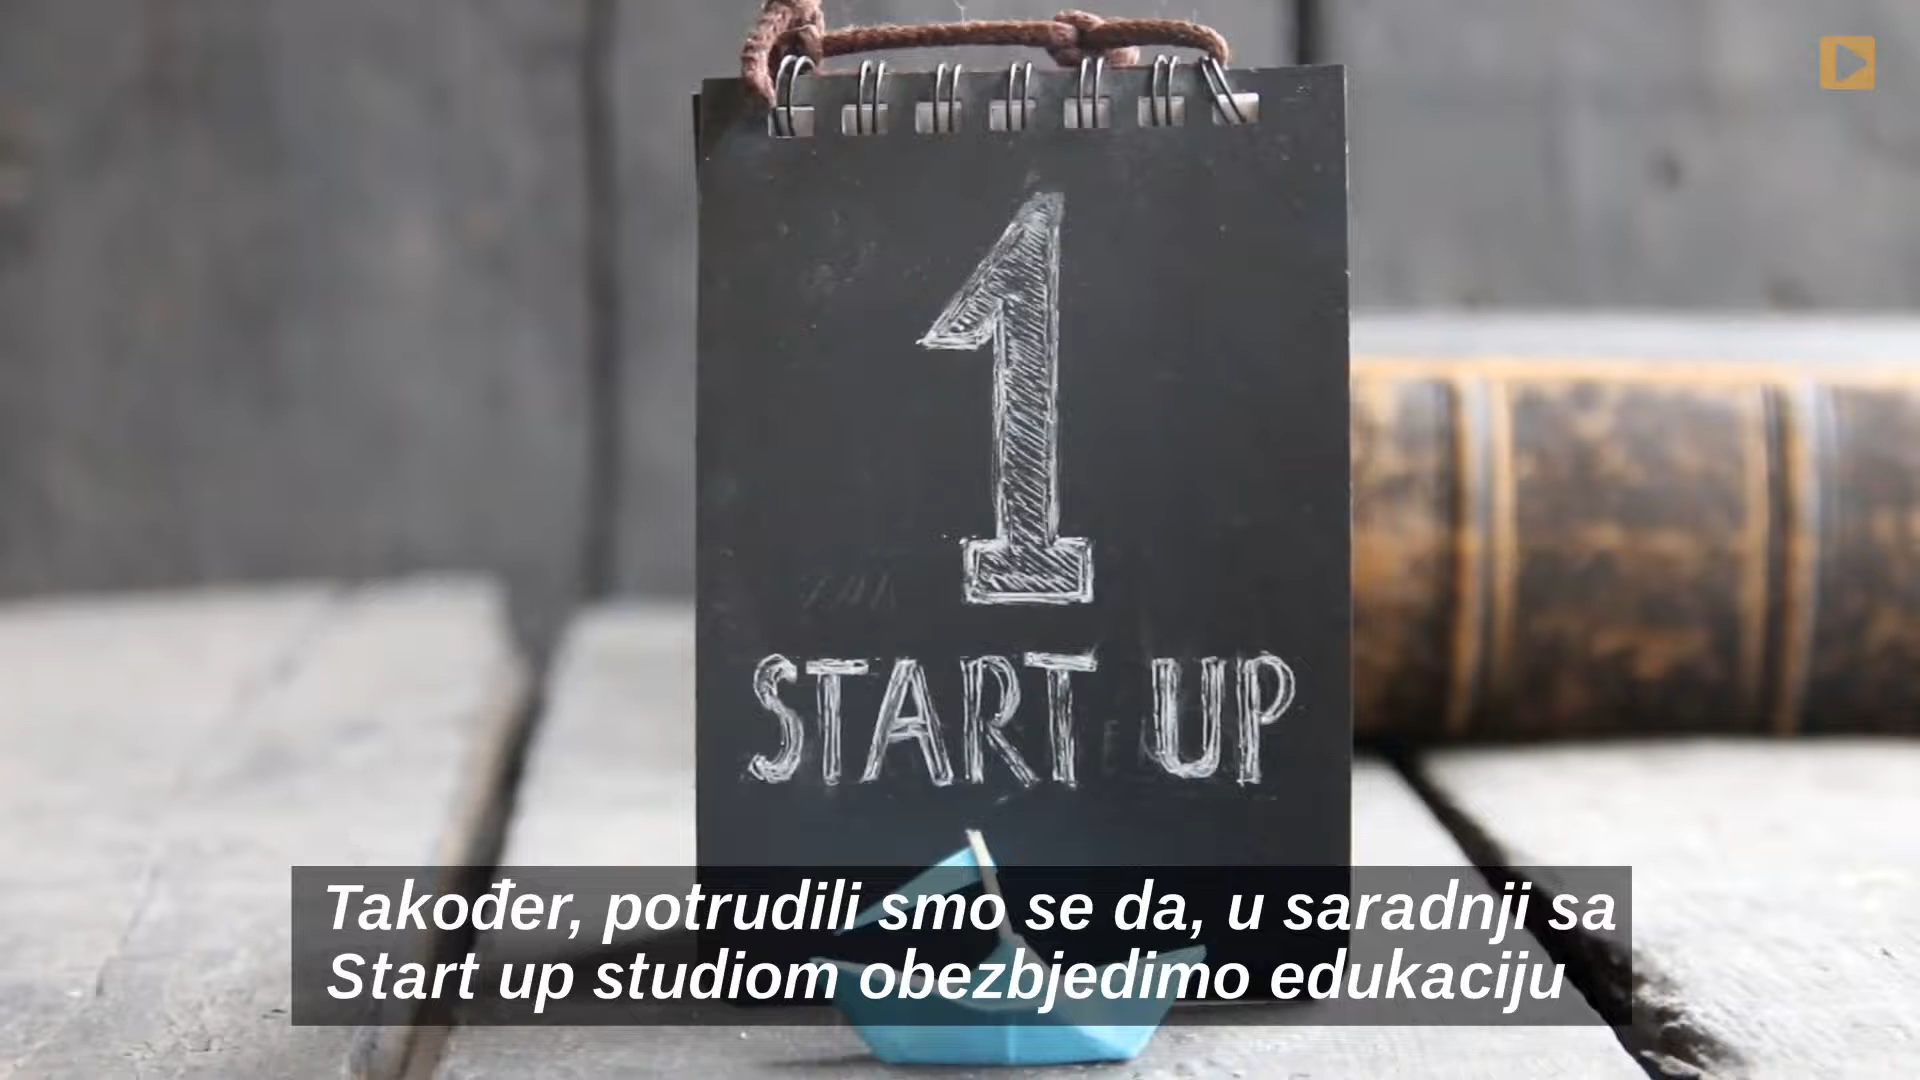 1
START UP
Također, potrudili smo se da, u saradnji sa
Start up studiom obezbjedimo edukaciju